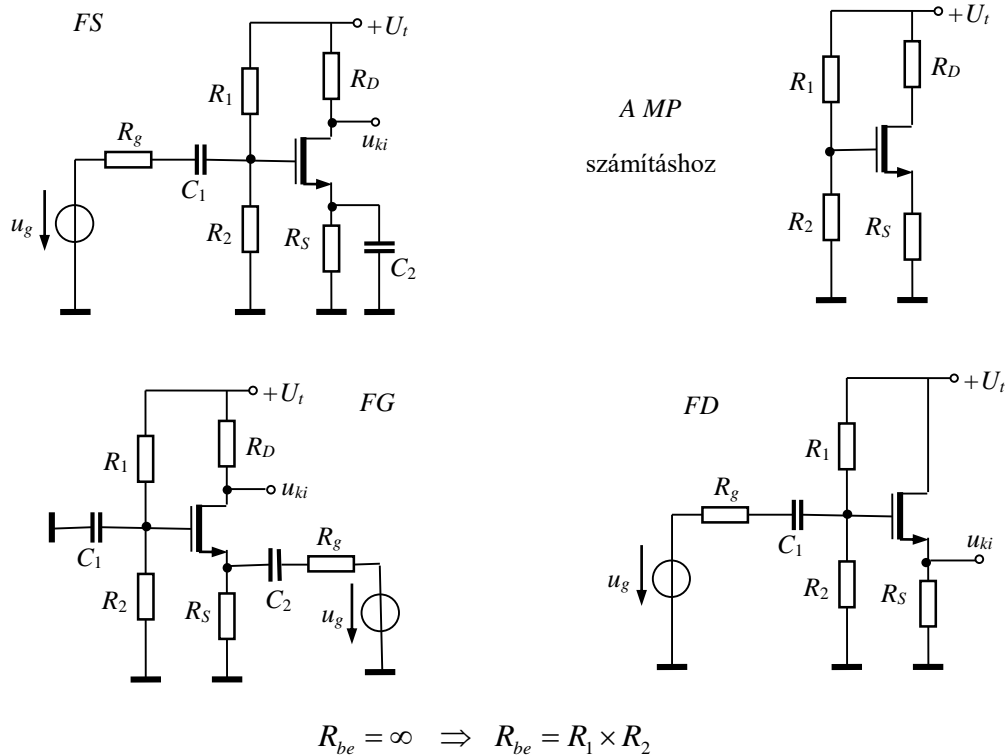 FS
+U_t
R_1
R_D
u_ki
R_g
C_1
u_g
R_2
R_S
C_2
A MP
számításhoz
R_1
R_D
R_2
R_S
FG
+U_t
R_1
R_D
u_ki
C_1
R_g
R_2
R_S
C_2
u_g
FD
+U_t
R_1
R_g
C_1
u_ki
u_g
R_2
R_S
R_be = ∞ ⇒ R_be = R_1 × R_2
+U_t